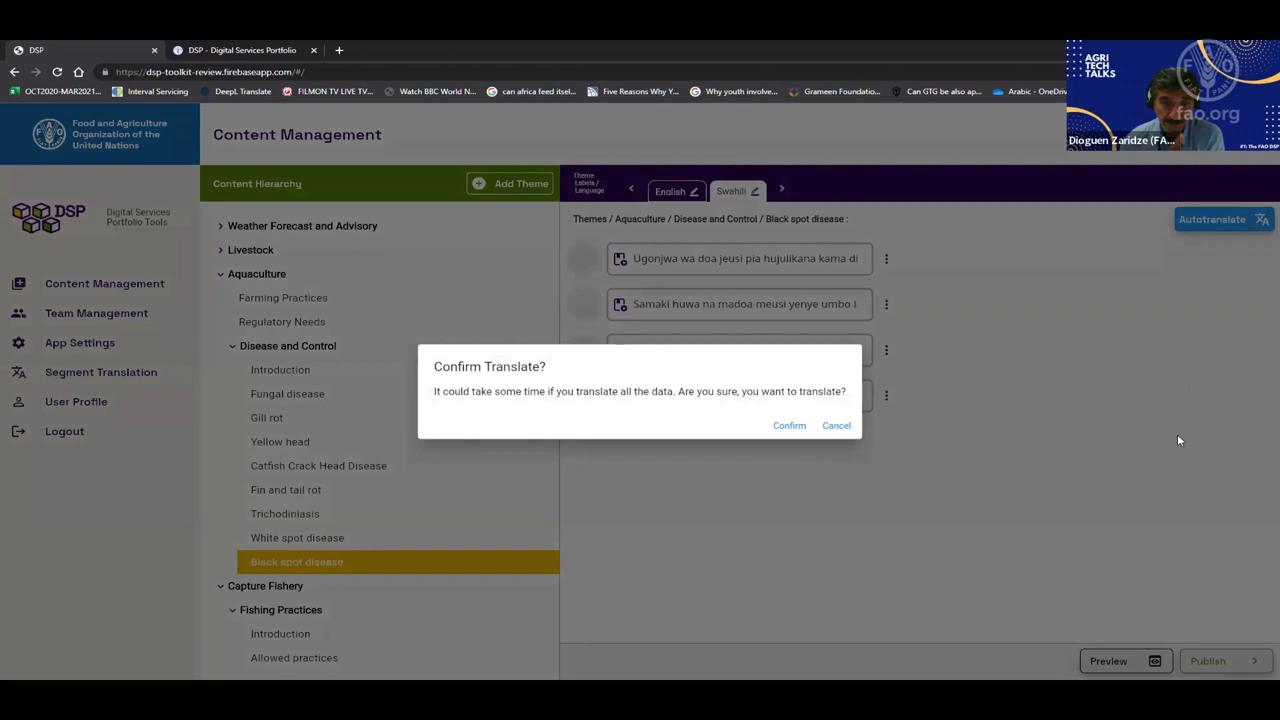 DSP
DSP - Digital Services Portfolio
https://dsp-toolkit-review.firebaseapp.com/#/
OCT2020-MAR2021...
Interval Servicing
DeepL Translate
FILMON TV LIVE TV...
Watch BBC World N...
can africa feed itsel...
Five Reasons Why Y...
Why youth involve...
Grameen Foundatio...
Can GTG be also ap...
Arabic - OneDriv
AGRI
TECH
TALKS
fao.org
Dioguen Zaridze (FA...
#1: The FAO DSP
Food and Agriculture
Organization of the
United Nations
Content Management
DSP
Digital Services
Portfolio Tools
Content Management
Team Management
App Settings
Segment Translation
User Profile
Logout
Content Hierarchy
Add Theme
Weather Forecast and Advisory
Livestock
Aquaculture
Farming Practices
Regulatory Needs
Disease and Control
Introduction
Fungal disease
Gill rot
Yellow head
Catfish Crack Head Disease
Fin and tail rot
Trichodiniasis
White spot disease
Black spot disease
Capture Fishery
Fishing Practices
Introduction
Allowed practices
Theme
Labels /
Language
English
Swahili
Themes / Aquaculture / Disease and Control / Black spot disease :
Autotranslate
Ugonjwa wa doa jeusi pia hujulikana kama di
Samaki huwa na madoa meusi yenye umbo l
Confirm Translate?
It could take some time if you translate all the data. Are you sure, you want to translate?
Confirm
Cancel
Preview
Publish